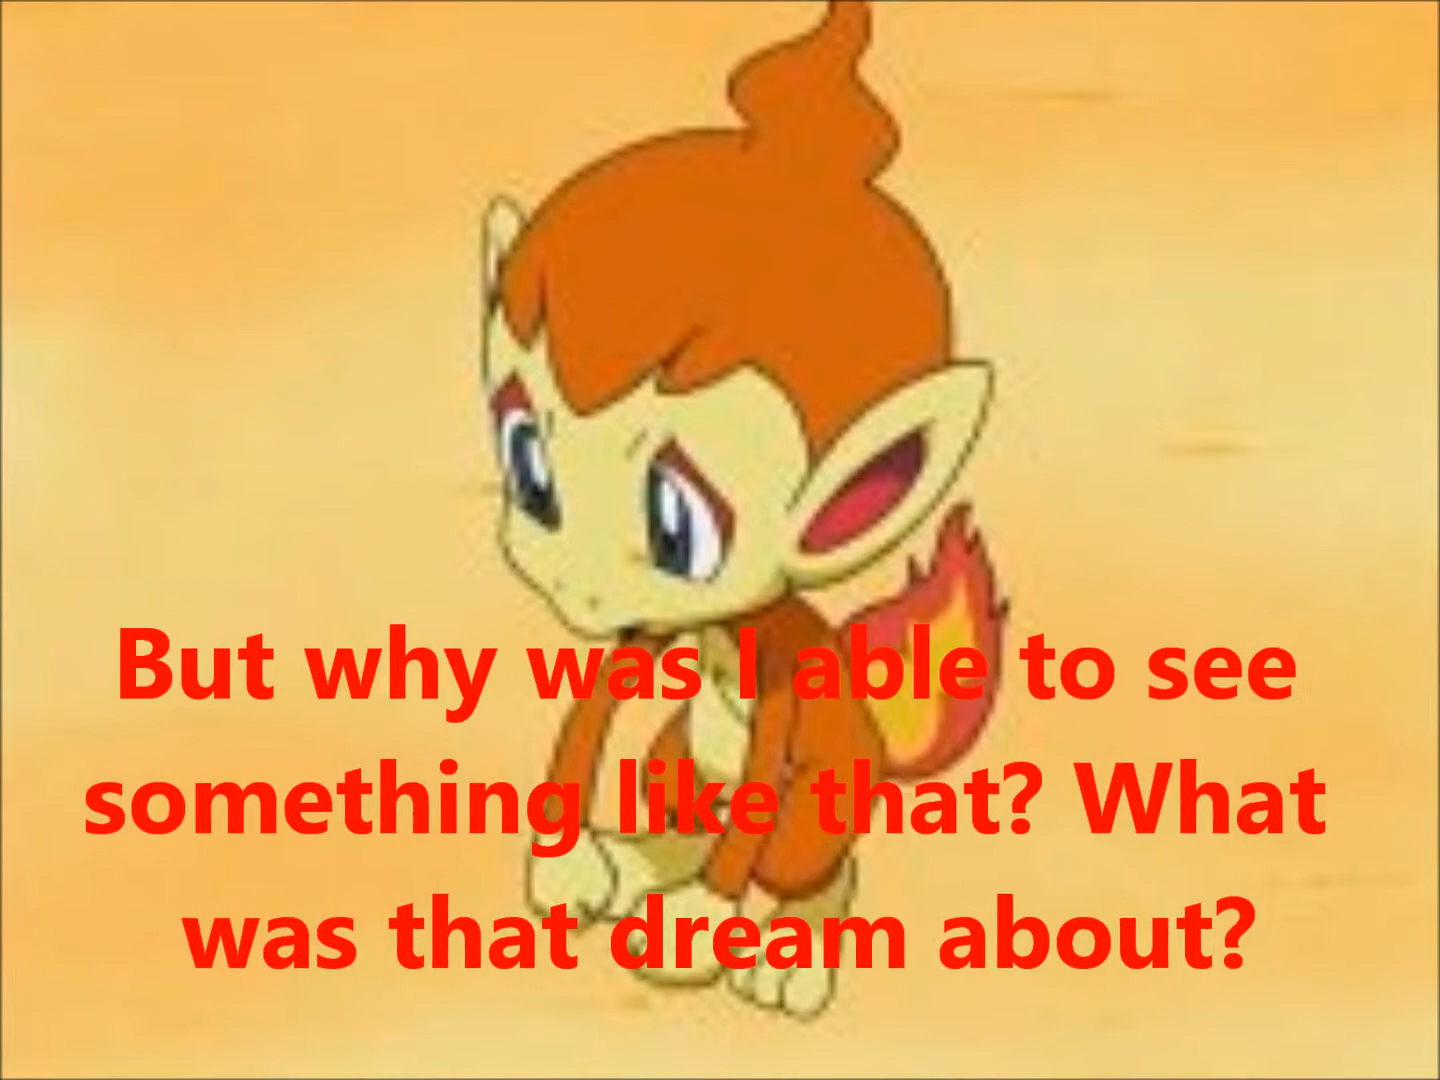 But why was I able to see
something like that? What
was that dream about?